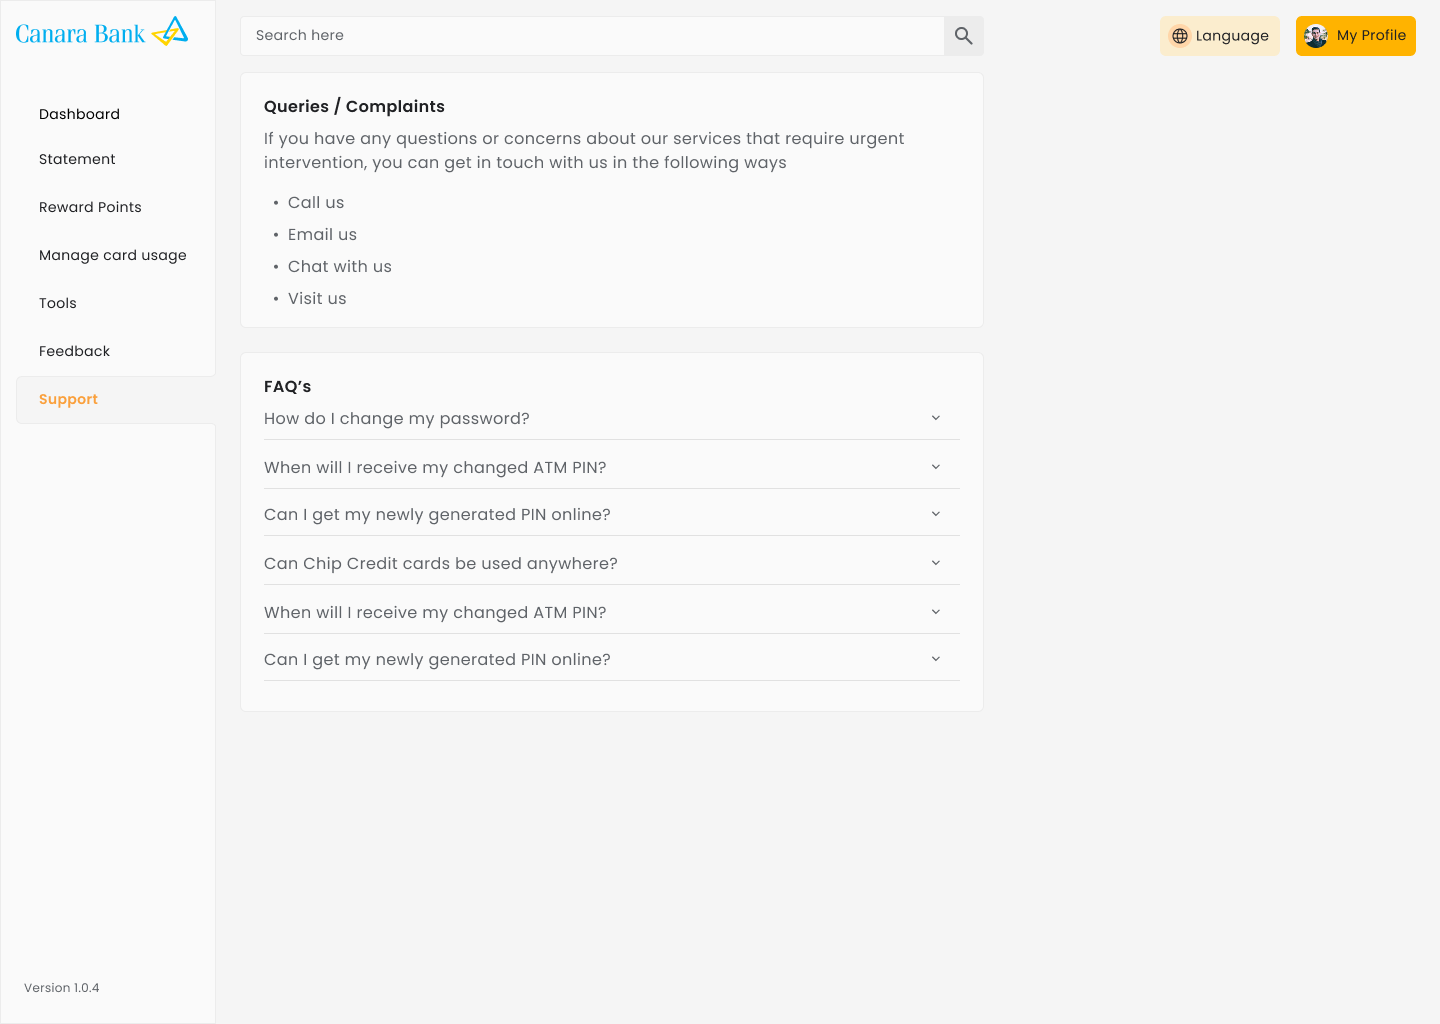 Canara Bank
Search here
Language
My Profile
Dashboard
Statement
Reward Points
Manage card usage
Tools
Feedback
Support
Version 1.0.4
Queries / Complaints
If you have any questions or concerns about our services that require urgent
intervention, you can get in touch with us in the following ways
• Call us
• Email us
• Chat with us
• Visit us
FAQ’s
How do I change my password?
When will I receive my changed ATM PIN?
Can I get my newly generated PIN online?
Can Chip Credit cards be used anywhere?
When will I receive my changed ATM PIN?
Can I get my newly generated PIN online?